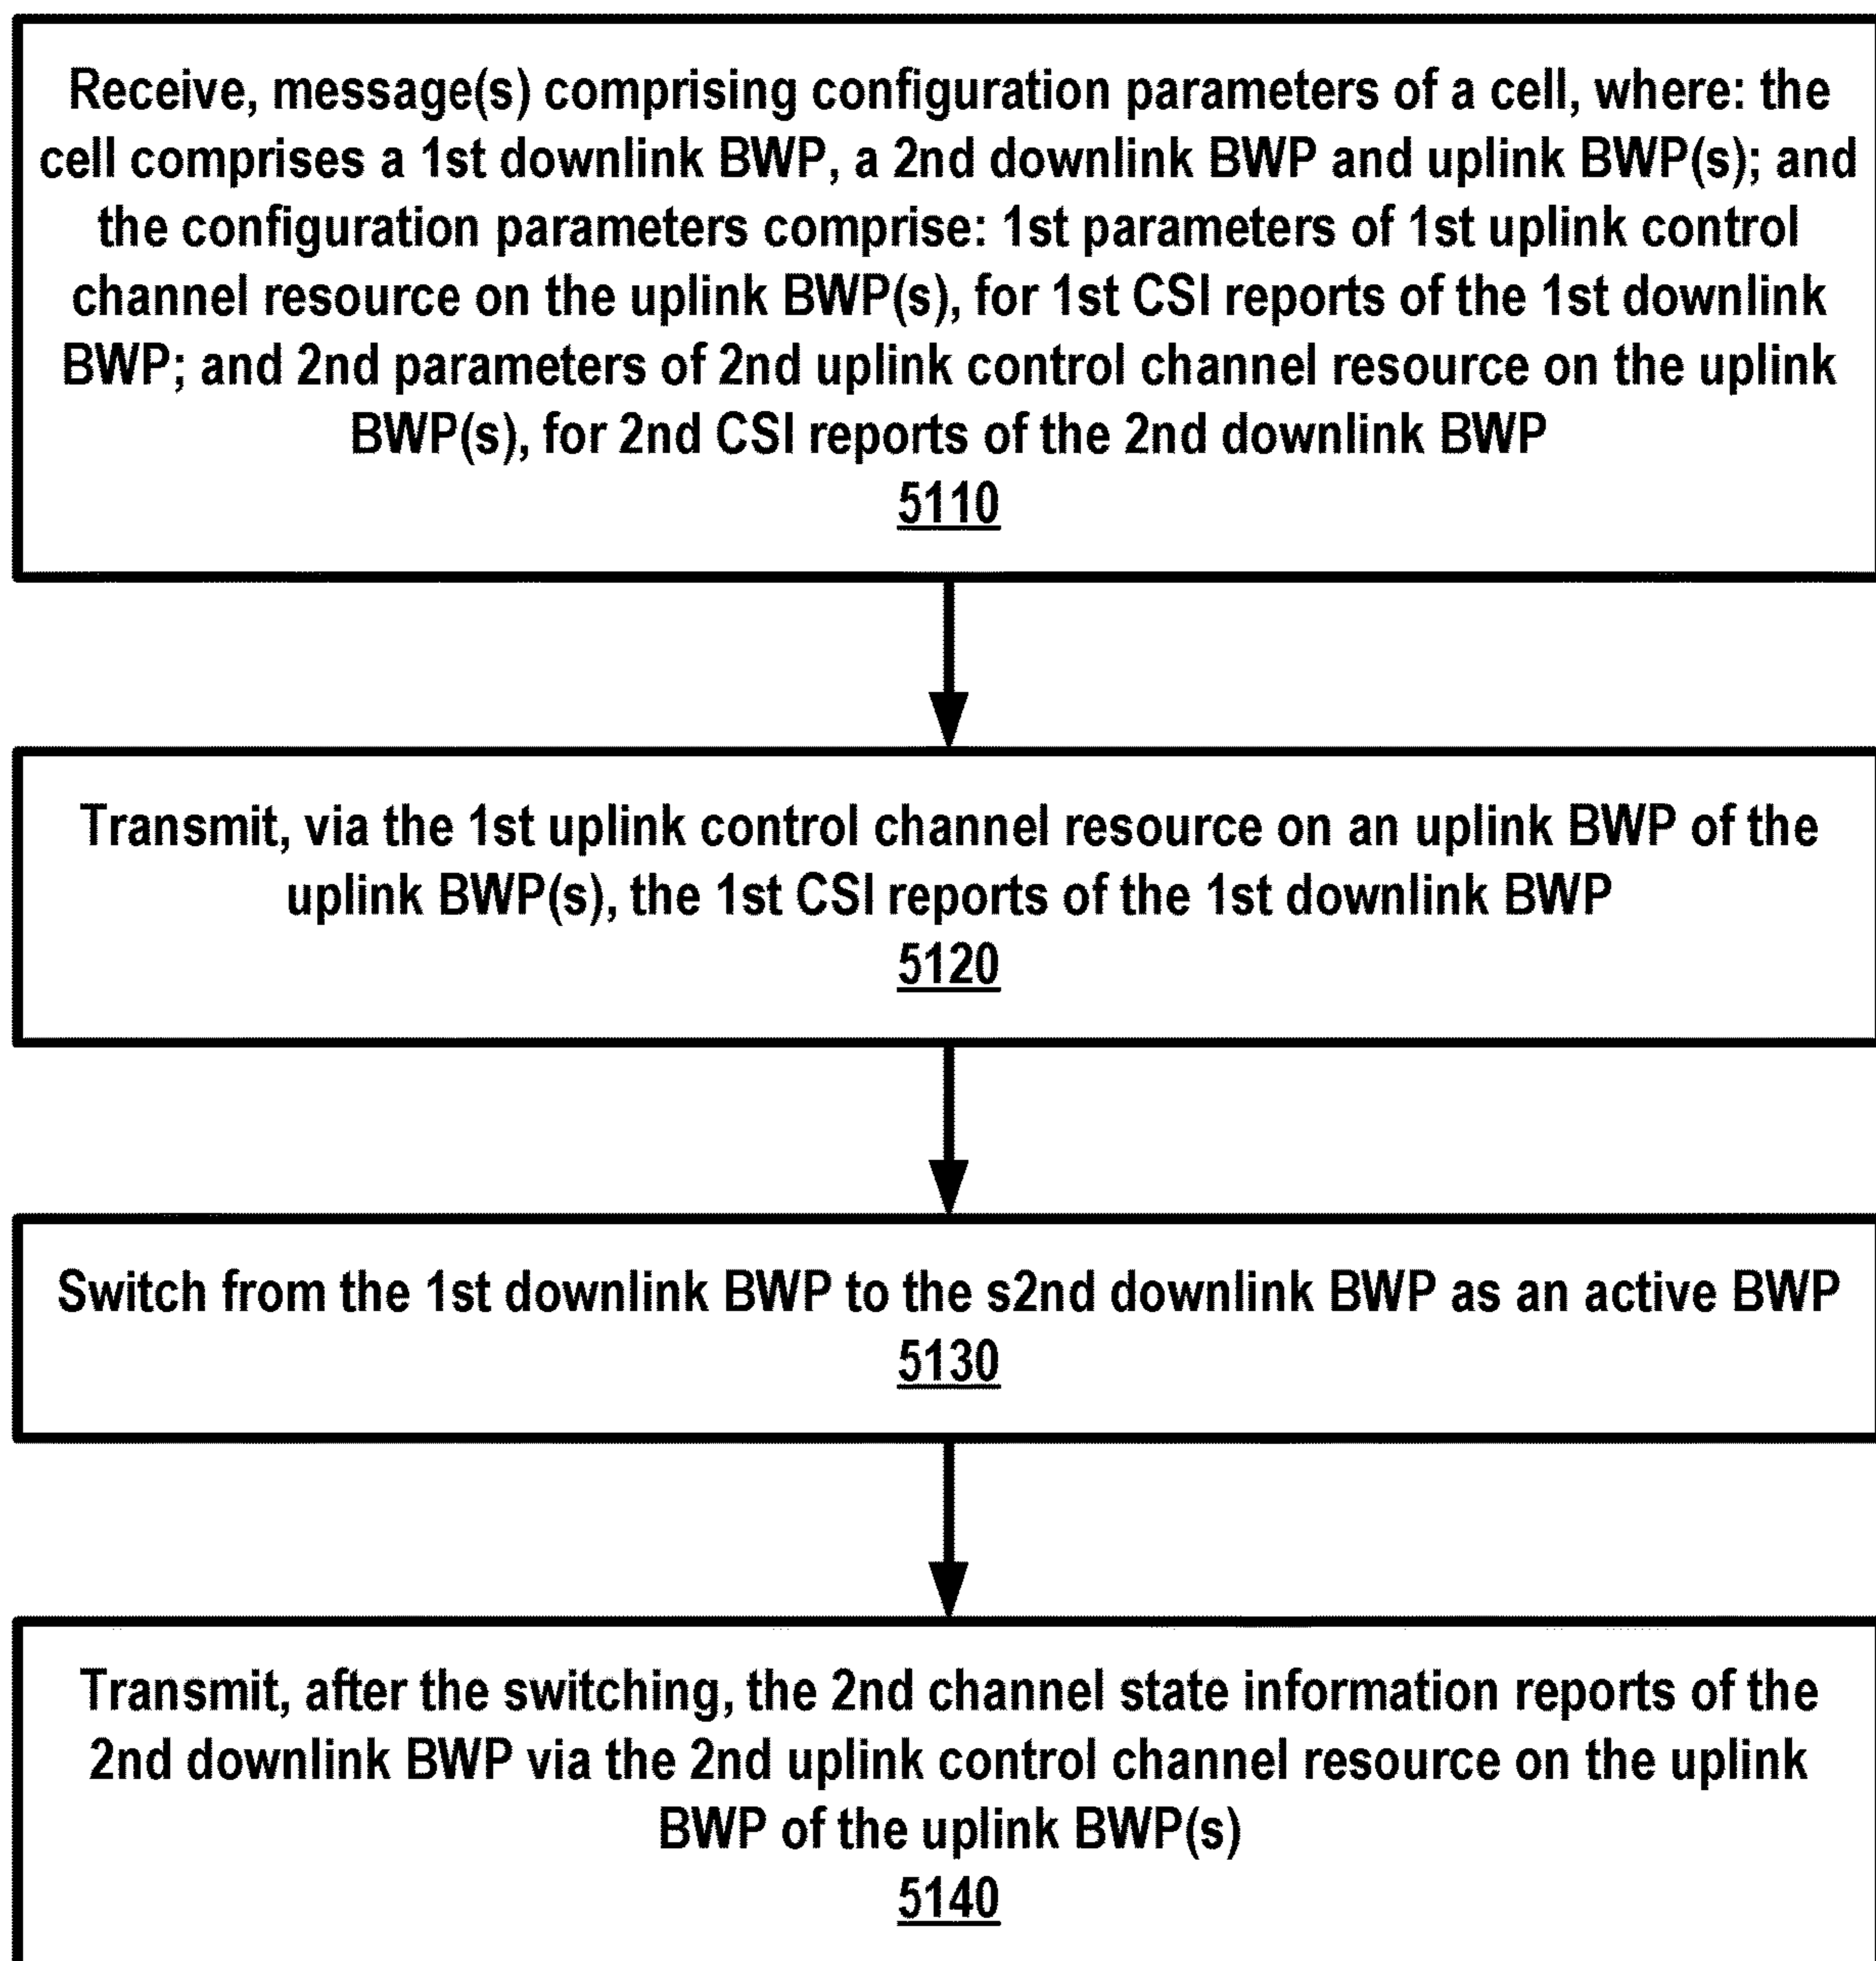 Receive, message(s) comprising configuration parameters of a cell, where: the
cell comprises a 1st downlink BWP, a 2nd downlink BWP and uplink BWP(s); and
the configuration parameters comprise: 1st parameters of 1st uplink control
channel resource on the uplink BWP(s), for 1st CSI reports of the 1st downlink
BWP; and 2nd parameters of 2nd uplink control channel resource on the uplink
BWP(s), for 2nd CSI reports of the 2nd downlink BWP
5110
Transmit, via the 1st uplink control channel resource on an uplink BWP of the
uplink BWP(s), the 1st CSI reports of the 1st downlink BWP
5120
Switch from the 1st downlink BWP to the s2nd downlink BWP as an active BWP
5130
Transmit, after the switching, the 2nd channel state information reports of the
2nd downlink BWP via the 2nd uplink control channel resource on the uplink
BWP of the uplink BWP(s)
5140